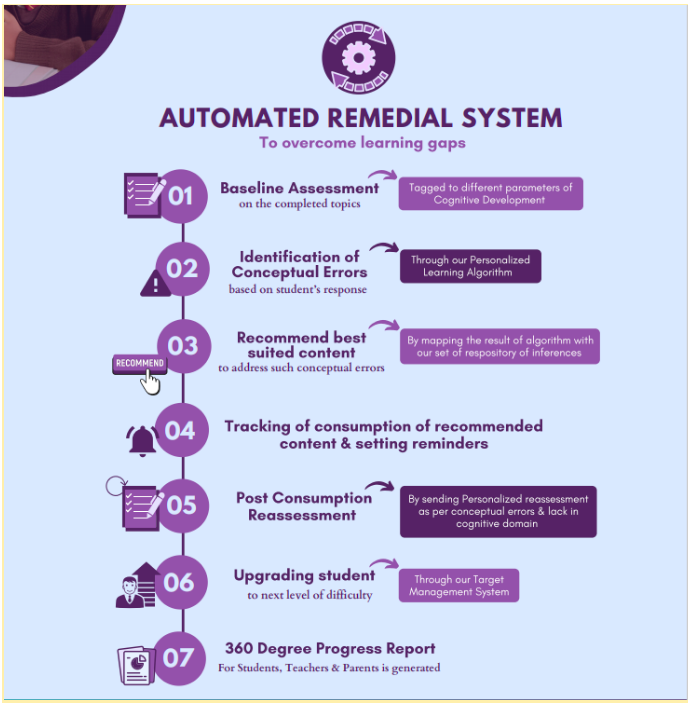 AUTOMATED REMEDIAL SYSTEM
To overcome learning gaps
01
Baseline Assessment
on the completed topics
Tagged to different parameters of
Cognitive Development
02
Identification of
Conceptual Errors
based on student's response
Through our Personalized
Learning Algorithm
RECOMMEND
03
Recommend best
suited content
to address such conceptual errors
By mapping the result of algorithm with
our set of respository of inferences
04
Tracking of consumption of recommended
content & setting reminders
05
Post Consumption
Reassessment
By sending Personalized reassessment
as per conceptual errors & lack in
cognitive domain
06
Upgrading student
to next level of difficulty
Through our Target
Management System
07
360 Degree Progress Report
For Students, Teachers & Parents is generated